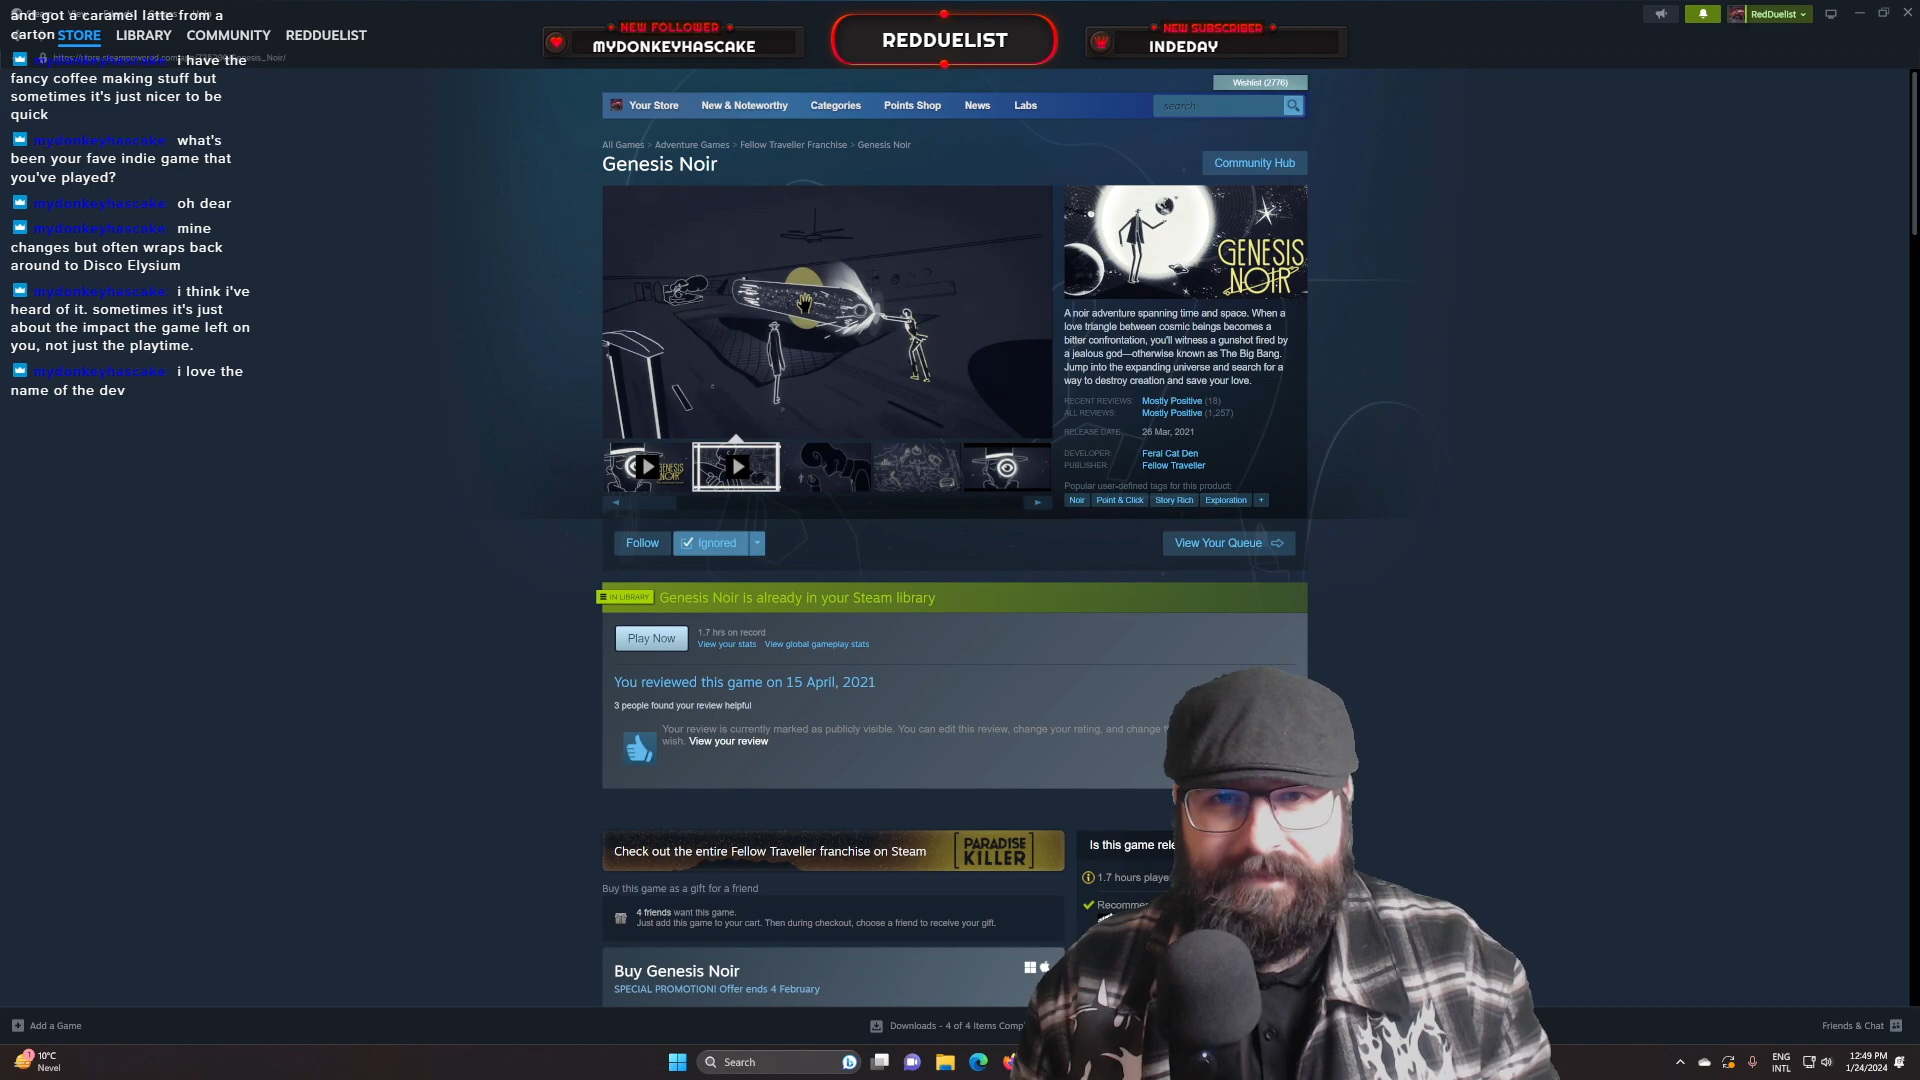 and got a caramel latte from a
carton
mydonkeyhascake i have the
fancy coffee making stuff but
sometimes it's just nicer to be
quick
mydonkeyhascake what's
been your fave indie game that
you've played?
mydonkeyhascake oh dear
mydonkeyhascake mine
changes but often wraps back
around to Disco Elysium
mydonkeyhascake i think i've
heard of it. sometimes it's just
about the impact the game left on
you, not just the playtime.
mydonkeyhascake i love the
name of the dev
STORE LIBRARY COMMUNITY REDDUELIST
NEW FOLLOWER
MYDONKEYHASCAKE
REDDUELIST
NEW SUBSCRIBER
INDEDAY
RedDuelist
Wishlist (2776)
Your Store New & Noteworthy Categories Points Shop News Labs
search
All Games > Adventure Games > Fellow Traveller Franchise > Genesis Noir
Genesis Noir
Community Hub
GENESIS
NOIR
A noir adventure spanning time and space. When a
love triangle between cosmic beings becomes a
bitter confrontation, you'll witness a gunshot fired by
a jealous god—otherwise known as The Big Bang.
Jump into the expanding universe and search for a
way to destroy creation and save your love.
RECENT REVIEWS: Mostly Positive (18)
ALL REVIEWS: Mostly Positive (1,257)
RELEASE DATE: 26 Mar, 2021
DEVELOPER: Feral Cat Den
PUBLISHER: Fellow Traveller
Popular user-defined tags for this product:
Noir Point & Click Story Rich Exploration +
GENESIS
NOIR
Follow Ignored View Your Queue
IN LIBRARY Genesis Noir is already in your Steam library
Play Now
1.7 hrs on record
View your stats View global gameplay stats
You reviewed this game on 15 April, 2021
3 people found your review helpful
Your review is currently marked as publicly visible. You can edit this review, change your rating, and change
wish. View your review
Check out the entire Fellow Traveller franchise on Steam
PARADISE
KILLER
Is this game rele
1.7 hours playe
Recommen
Buy this game as a gift for a friend
4 friends want this game.
Just add this game to your cart. Then during checkout, choose a friend to receive your gift.
Buy Genesis Noir
SPECIAL PROMOTION! Offer ends 4 February
Add a Game
Downloads - 4 of 4 Items Comp
Friends & Chat
1
10°C
Nevel
Search
ENG
INTL
12:49 PM
1/24/2024